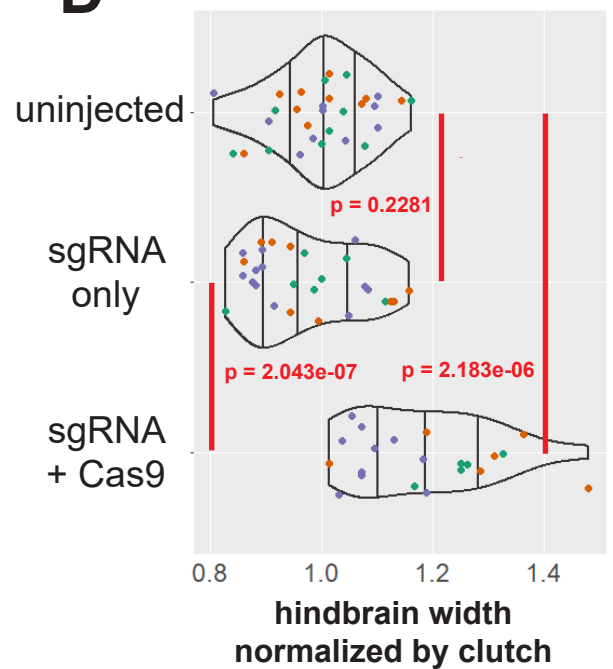 D
uninjected
p = 0.2281
sgRNA
only
p = 2.043e-07
p = 2.183e-06
sgRNA
+ Cas9
0.8 1.0 1.2 1.4
hindbrain width
normalized by clutch